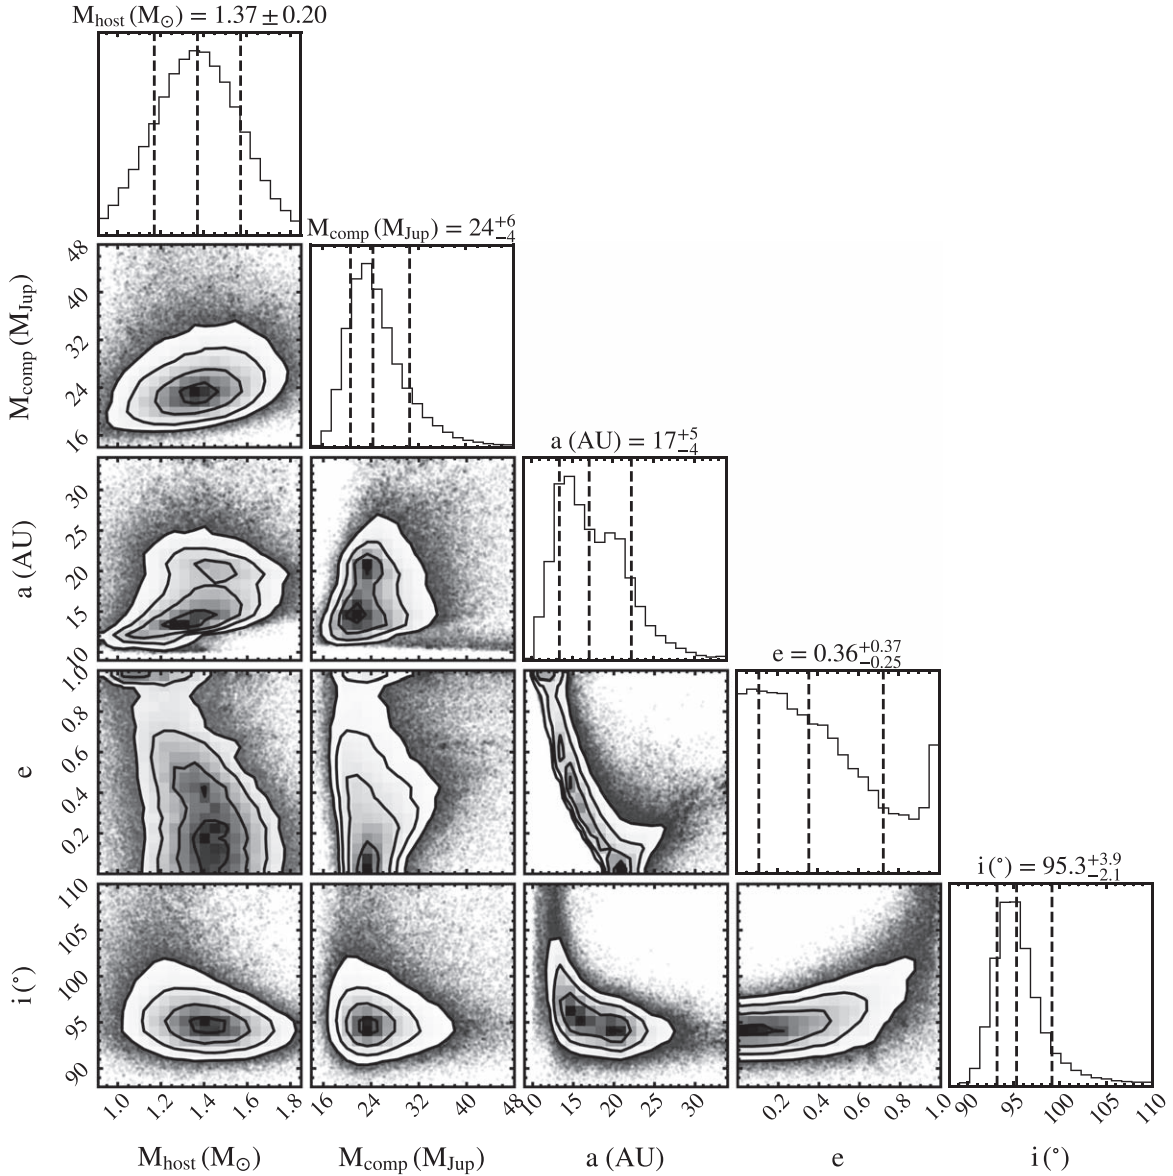 M_host (M_⊙) = 1.37 ± 0.20
M_comp (M_Jup) = 24^{+6}_{−4}
a (AU) = 17^{+5}_{−4}
e = 0.36^{+0.37}_{−0.25}
i (°) = 95.3^{+3.9}_{−2.1}
M_comp (M_Jup)
48
40
32
24
16
a (AU)
30
25
20
15
10
e
1.0
0.8
0.6
0.4
0.2
i (°)
110
105
100
95
90
1.0 1.2 1.4 1.6 1.8
16 24 32 40 48
10 15 20 25 30
0.2 0.4 0.6 0.8 1.0
90 95 100 105 110
M_host (M_⊙)
M_comp (M_Jup)
a (AU)
e
i (°)